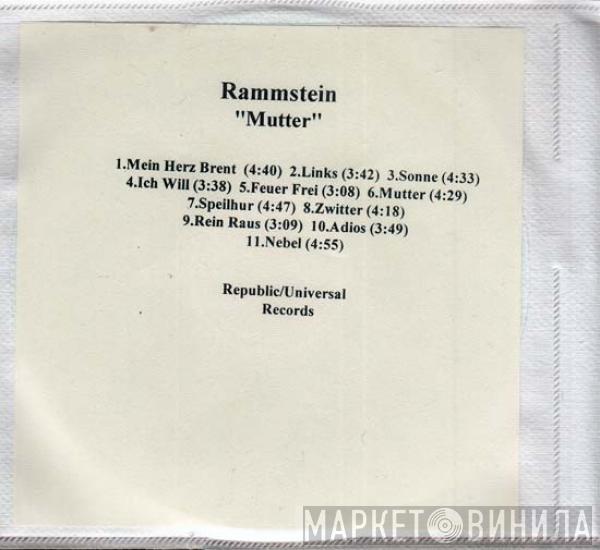 Rammstein
"Mutter"
1.Mein Herz Brent (4:40) 2.Links (3:42) 3.Sonne (4:33)
4.Ich Will (3:38) 5.Feuer Frei (3:08) 6.Mutter (4:29)
7.Speilhur (4:47) 8.Zwitter (4:18)
9.Rein Raus (3:09) 10.Adios (3:49)
11.Nebel (4:55)
Republic/Universal
Records
МАРКЕТ ВИНИЛА